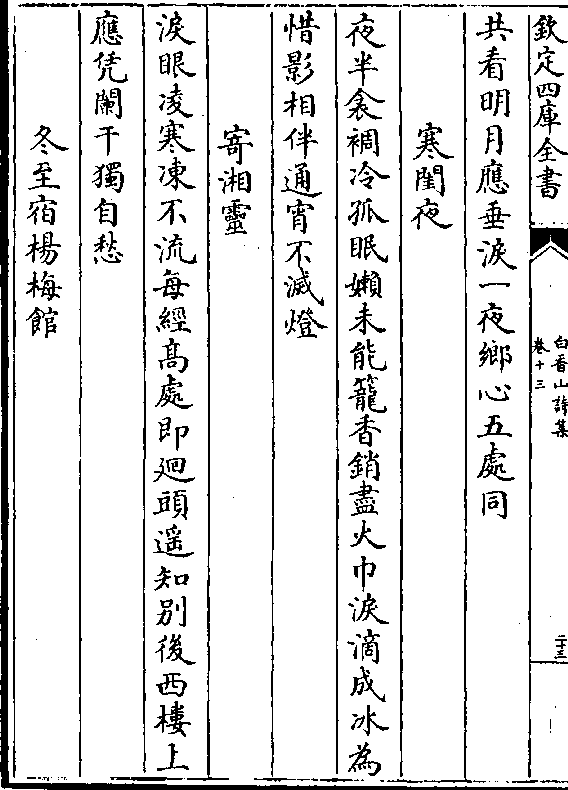 欽定四庫全書
白香山詩集
卷十三
二十三
共看明月應垂淚一夜鄉心五處同
寒閨夜
夜半衾裯冷孤眠嬾未能籠香銷盡火巾淚滴成冰為
惜影相伴通宵不滅燈
寄湘靈
淚眼凌寒凍不流每經高處即廻頭遥知別後西樓上
應凭闌干獨自愁
冬至宿楊梅館